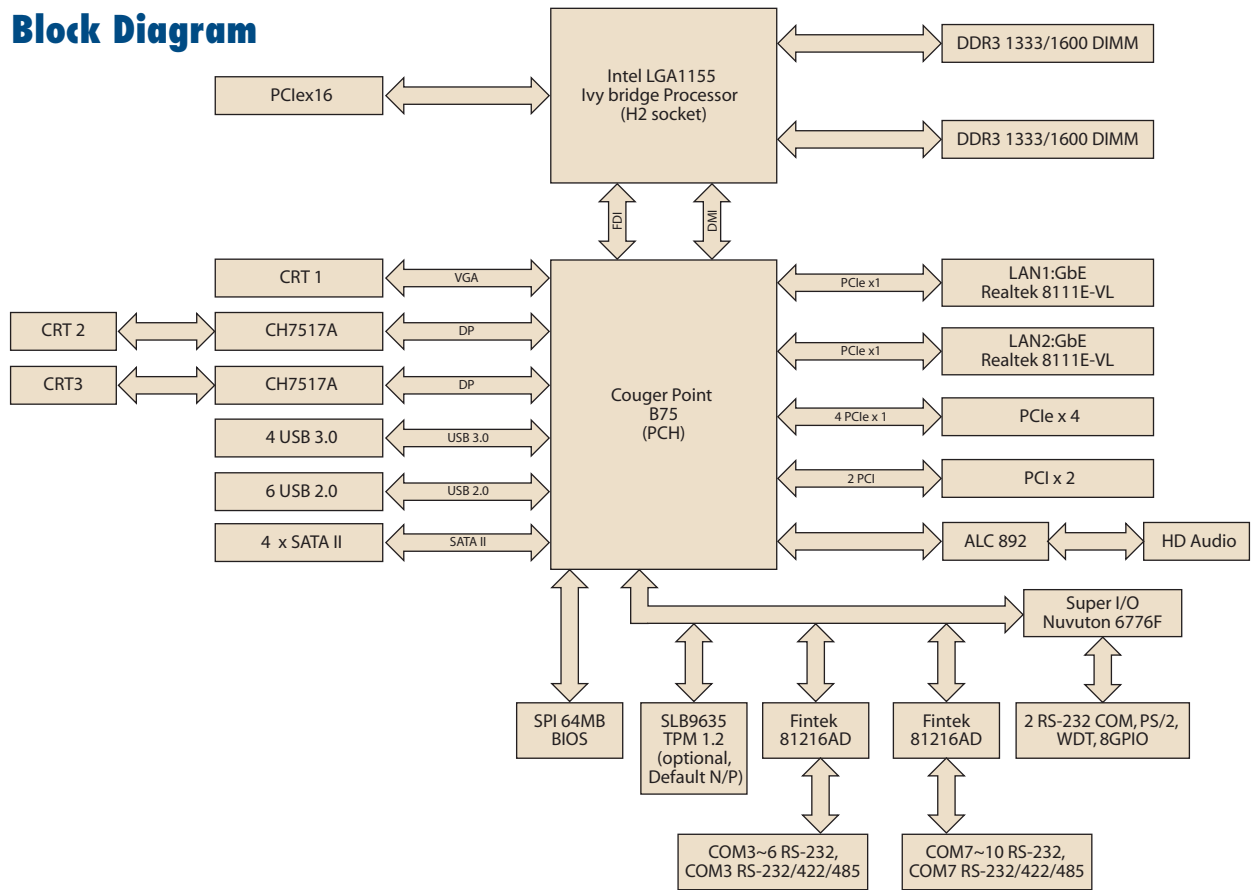 Block Diagram
PCIex16
Intel LGA1155
Ivy bridge Processor
(H2 socket)
DDR3 1333/1600 DIMM
DDR3 1333/1600 DIMM
FDI
DMI
CRT 1
VGA
CRT 2
CH7517A
DP
CRT3
CH7517A
DP
4 USB 3.0
USB 3.0
6 USB 2.0
USB 2.0
4 x SATA II
SATA II
Couger Point
B75
(PCH)
PCIe x1
LAN1:GbE
Realtek 8111E-VL
PCIe x1
LAN2:GbE
Realtek 8111E-VL
4 PCIe x 1
PCIe x 4
2 PCI
PCI x 2
ALC 892
HD Audio
Super I/O
Nuvuton 6776F
SPI 64MB
BIOS
SLB9635
TPM 1.2
(optional,
Default N/P)
Fintek
81216AD
Fintek
81216AD
2 RS-232 COM, PS/2,
WDT, 8GPIO
COM3~6 RS-232,
COM3 RS-232/422/485
COM7~10 RS-232,
COM7 RS-232/422/485